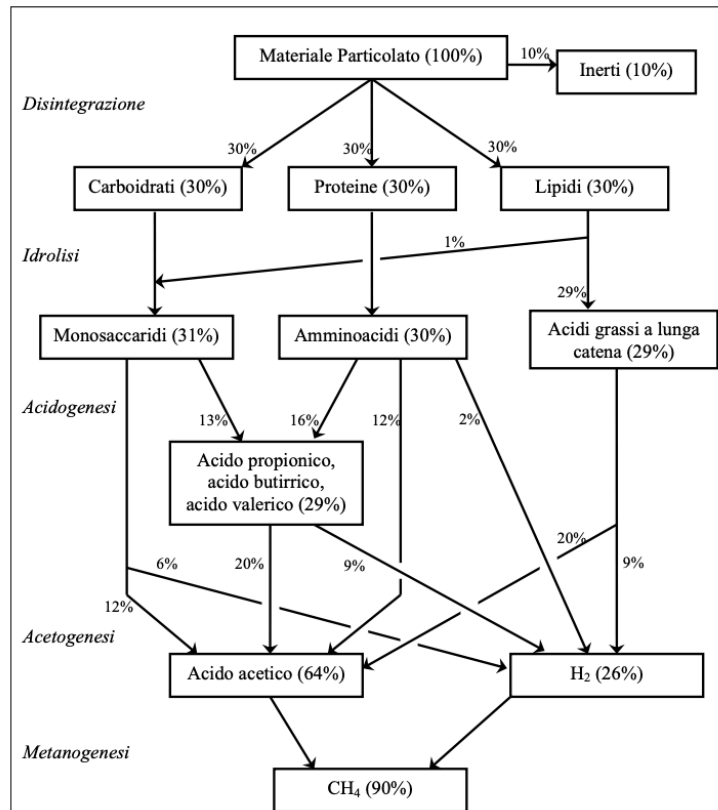 Materiale Particolato (100%)
10%
Inerti (10%)
Disintegrazione
30%
30%
30%
Carboidrati (30%)
Proteine (30%)
Lipidi (30%)
Idrolisi
1%
29%
Monosaccaridi (31%)
Amminoacidi (30%)
Acidi grassi a lunga
catena (29%)
Acidogenesi
13%
16%
12%
2%
Acido propionico,
acido butirrico,
acido valerico (29%)
6%
20%
9%
20%
9%
12%
Acetogenesi
Acido acetico (64%)
H₂ (26%)
Metanogenesi
CH₄ (90%)